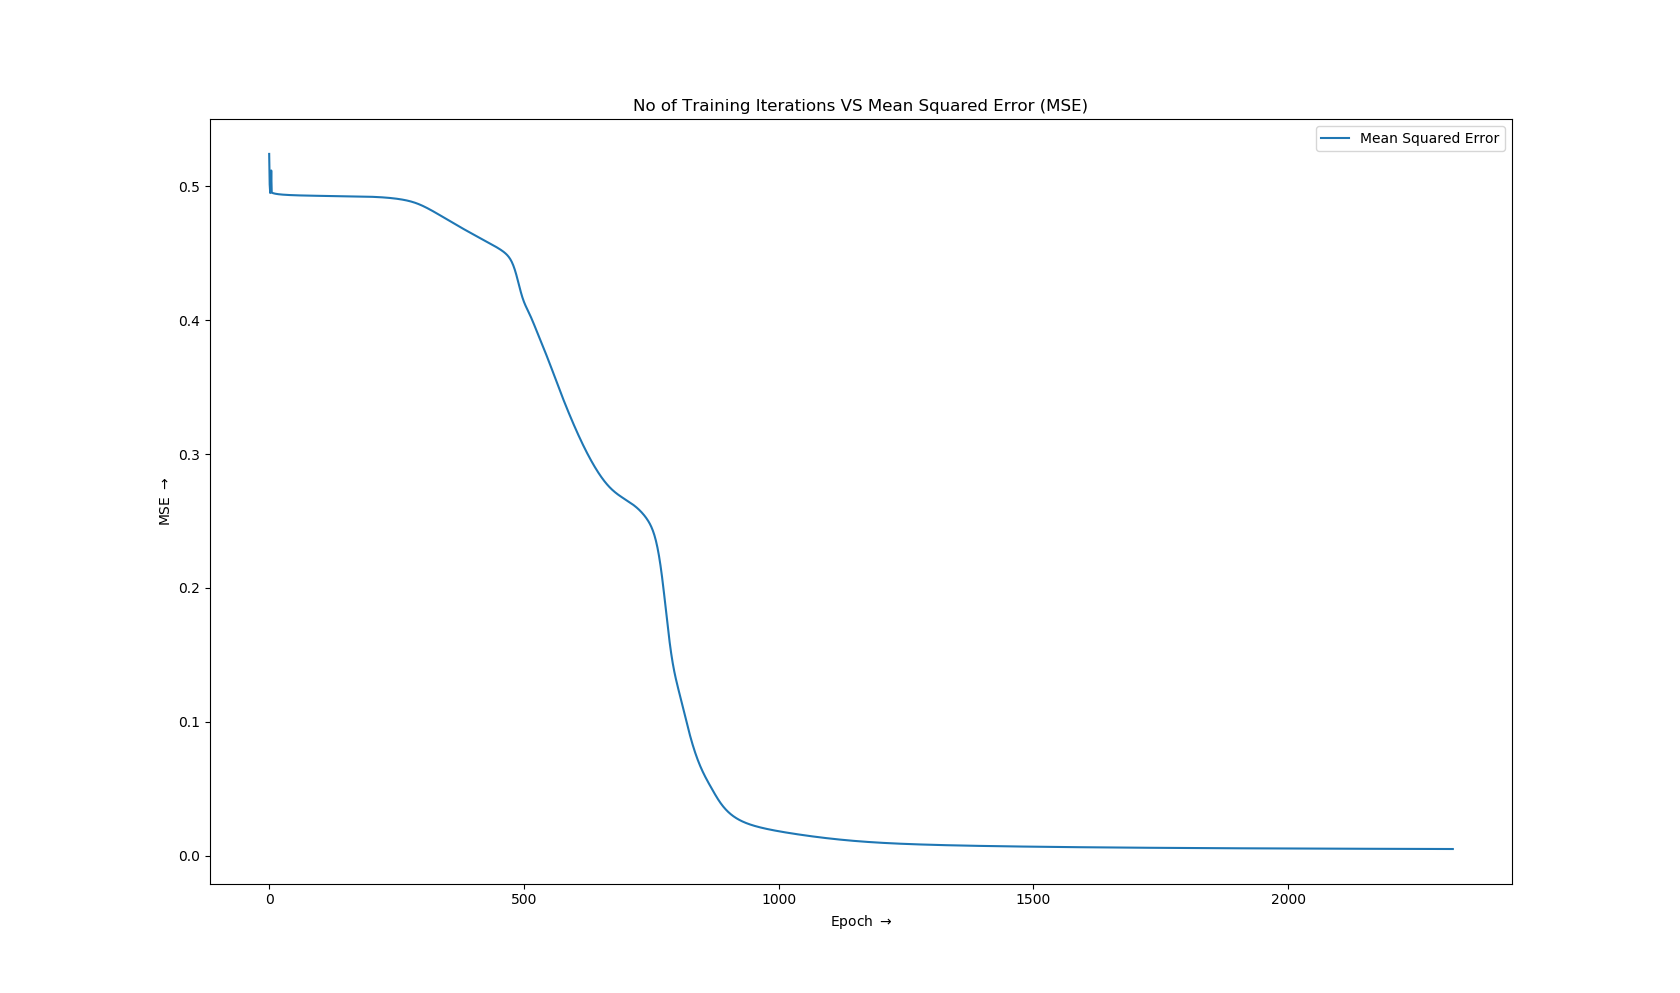 No of Training Iterations VS Mean Squared Error (MSE)
Mean Squared Error
0.5
0.4
0.3
0.2
0.1
0.0
MSE →
0 500 1000 1500 2000
Epoch →